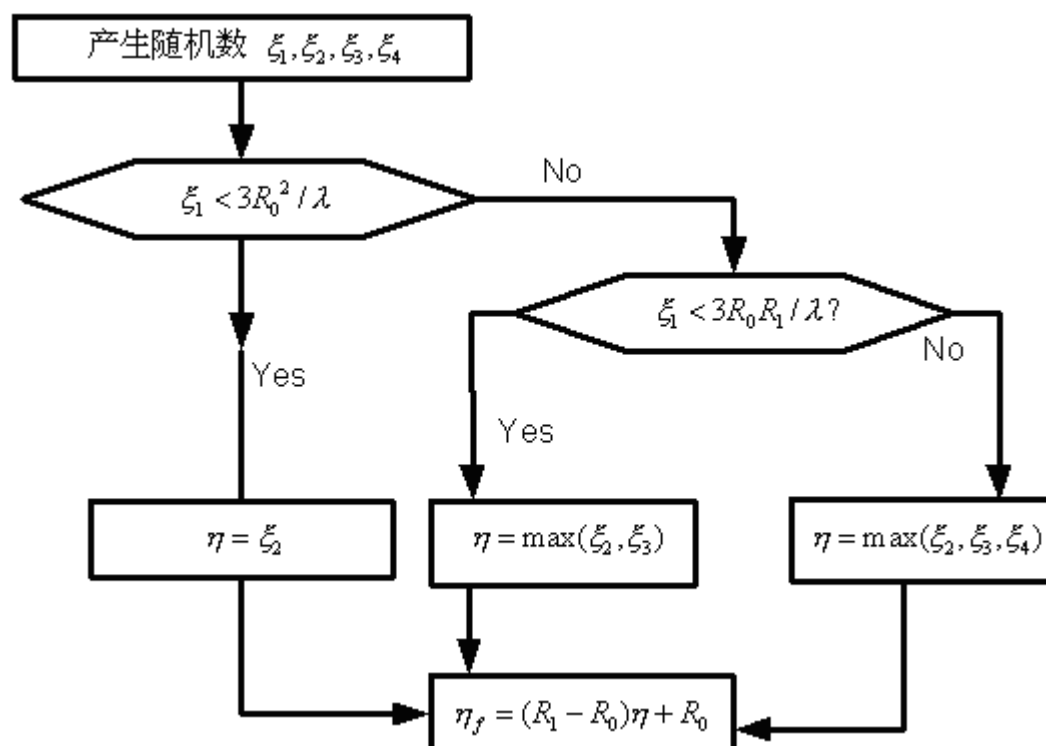 产生随机数 ξ₁,ξ₂,ξ₃,ξ₄
ξ₁ < 3R₀² / λ
No
ξ₁ < 3R₀R₁ / λ?
No
Yes
Yes
η = ξ₂
η = max(ξ₂,ξ₃)
η = max(ξ₂,ξ₃,ξ₄)
η_f = (R₁ − R₀)η + R₀